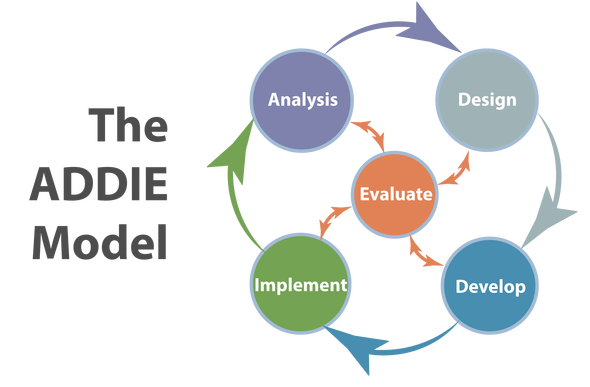 The
ADDIE
Model
Analysis
Design
Evaluate
Implement
Develop